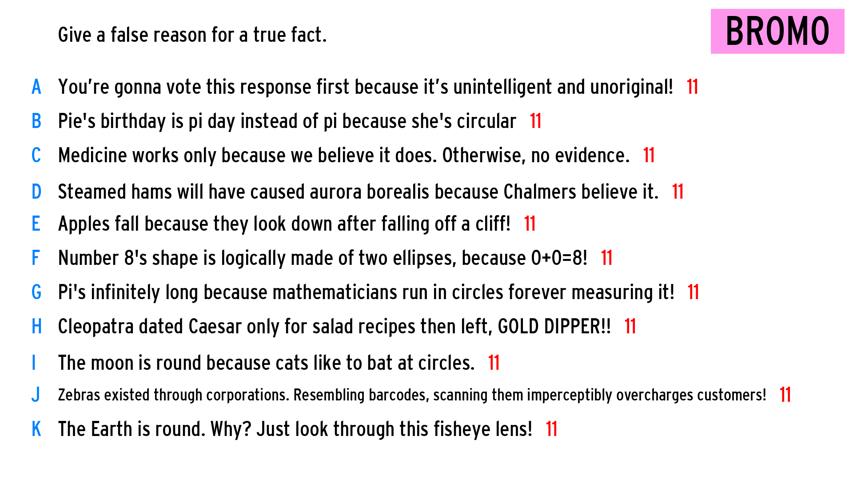 Give a false reason for a true fact.
BROMO
A You're gonna vote this response first because it's unintelligent and unoriginal! 11
B Pie's birthday is pi day instead of pi because she's circular 11
C Medicine works only because we believe it does. Otherwise, no evidence. 11
D Steamed hams will have caused aurora borealis because Chalmers believe it. 11
E Apples fall because they look down after falling off a cliff! 11
F Number 8's shape is logically made of two ellipses, because 0+0=8! 11
G Pi's infinitely long because mathematicians run in circles forever measuring it! 11
H Cleopatra dated Caesar only for salad recipes then left, GOLD DIPPER!! 11
I The moon is round because cats like to bat at circles. 11
J Zebras existed through corporations. Resembling barcodes, scanning them imperceptibly overcharges customers! 11
K The Earth is round. Why? Just look through this fisheye lens! 11